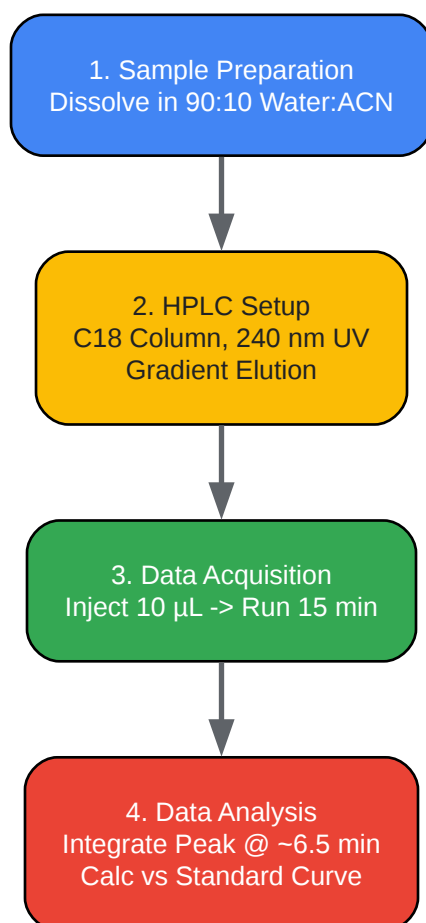 1. Sample Preparation
Dissolve in 90:10 Water:ACN
2. HPLC Setup
C18 Column, 240 nm UV
Gradient Elution
3. Data Acquisition
Inject 10 µL -> Run 15 min
4. Data Analysis
Integrate Peak @ ~6.5 min
Calc vs Standard Curve